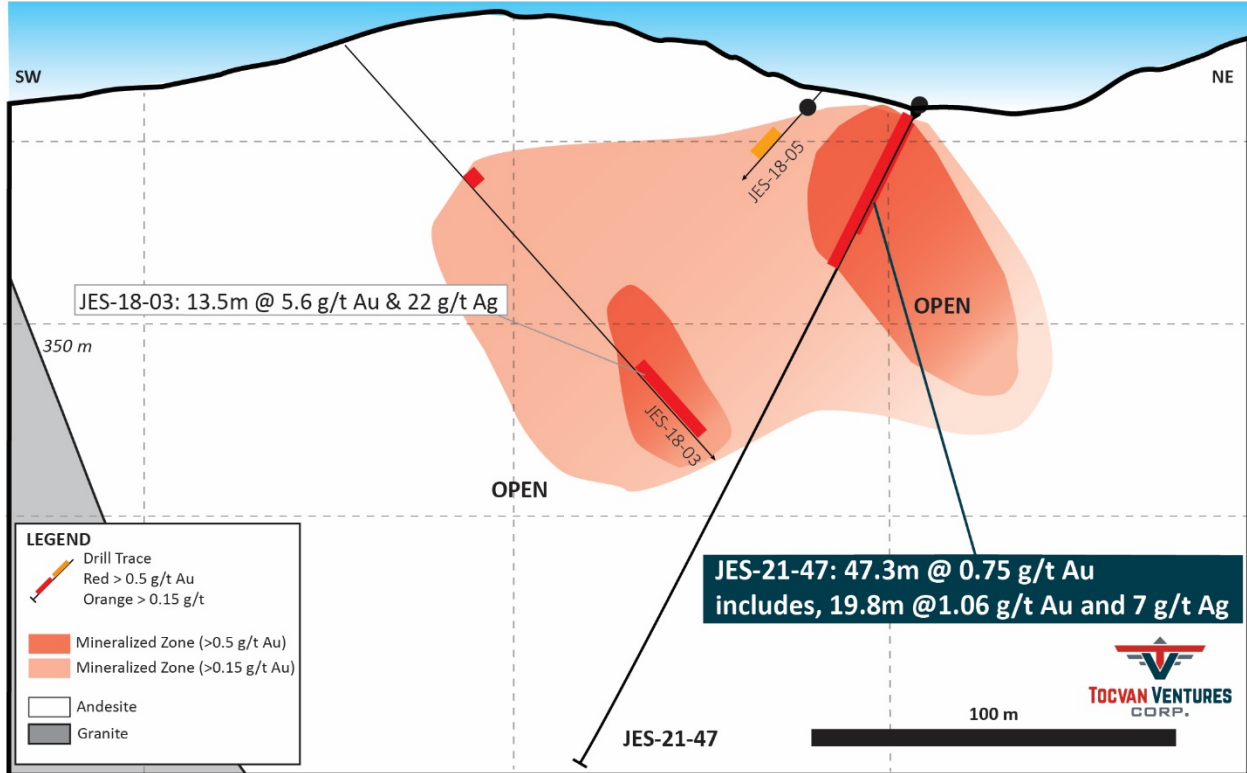 SW
NE
JES-18-05
JES-18-03: 13.5m @ 5.6 g/t Au & 22 g/t Ag
OPEN
350 m
JES-18-03
OPEN
LEGEND
Drill Trace
Red > 0.5 g/t Au
Orange > 0.15 g/t
Mineralized Zone (>0.5 g/t Au)
Mineralized Zone (>0.15 g/t Au)
Andesite
Granite
JES-21-47: 47.3m @ 0.75 g/t Au
includes, 19.8m @1.06 g/t Au and 7 g/t Ag
TOCVAN VENTURES
CORP.
100 m
JES-21-47